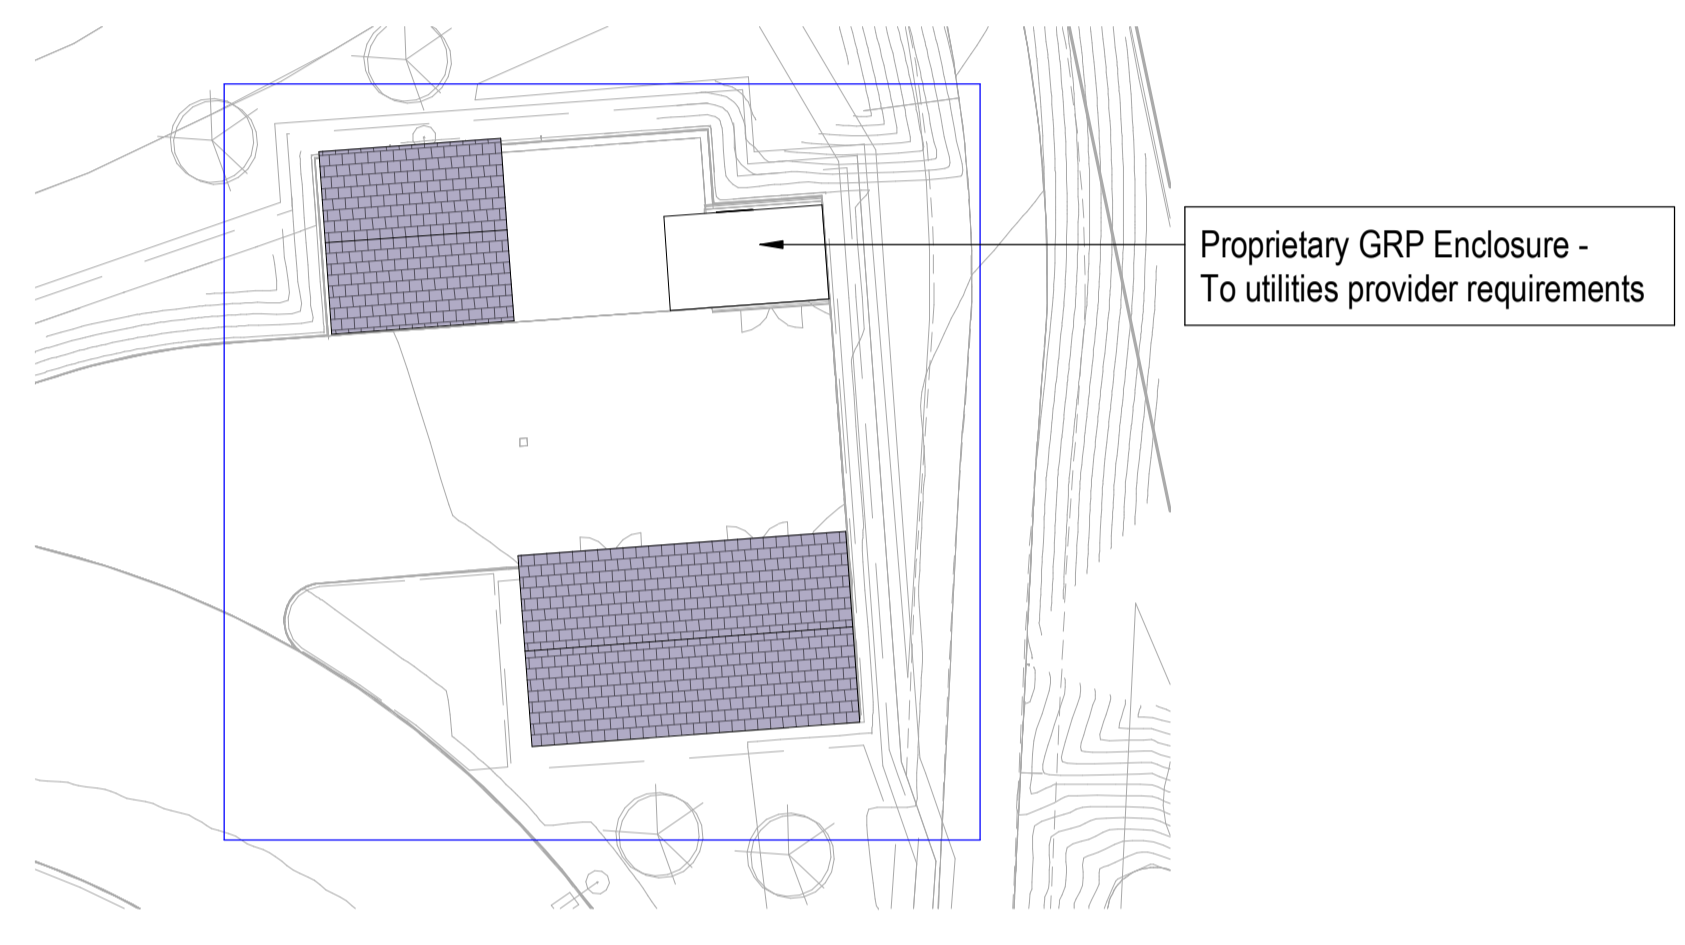 Proprietary GRP Enclosure -
To utilities provider requirements